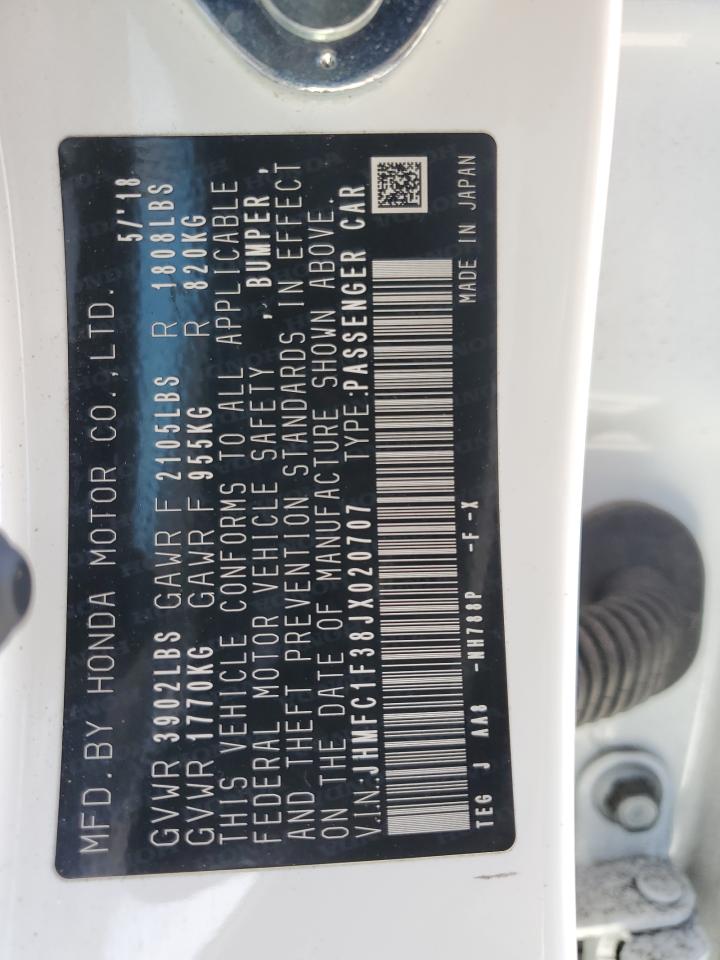 MFD. BY HONDA MOTOR CO.,LTD. 5/'18
GVWR 3902LBS GAWR F 2105LBS R 1808LBS
GVWR 1770KG GAWR F 955KG R 820KG
THIS VEHICLE CONFORMS TO ALL APPLICABLE
FEDERAL MOTOR VEHICLE SAFETY , BUMPER ,
AND THEFT PREVENTION STANDARDS IN EFFECT
ON THE DATE OF MANUFACTURE SHOWN ABOVE.
V.I.N.:JHMFC1F38JX020707 TYPE:PASSENGER CAR
TEG J AA8 -NH788P -F-X MADE IN JAPAN